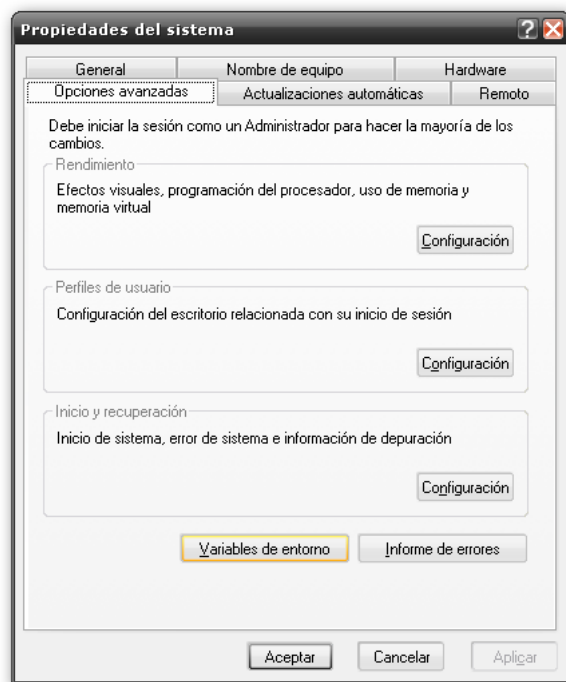 Propiedades del sistema
General
Nombre de equipo
Hardware
Opciones avanzadas
Actualizaciones automáticas
Remoto
Debe iniciar la sesión como un Administrador para hacer la mayoría de los
cambios.
Rendimiento
Efectos visuales, programación del procesador, uso de memoria y
memoria virtual
Configuración
Perfiles de usuario
Configuración del escritorio relacionada con su inicio de sesión
Configuración
Inicio y recuperación
Inicio de sistema, error de sistema e información de depuración
Configuración
Variables de entorno
Informe de errores
Aceptar
Cancelar
Aplicar